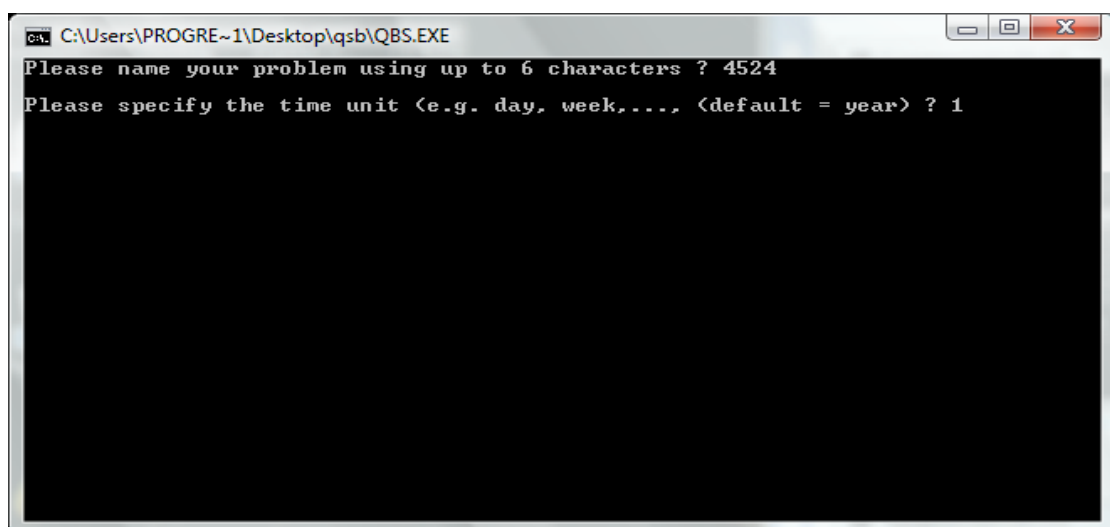 C:\Users\PROGRE~1\Desktop\qsb\QBS.EXE
Please name your problem using up to 6 characters ? 4524
Please specify the time unit (e.g. day, week,..., (default = year) ? 1